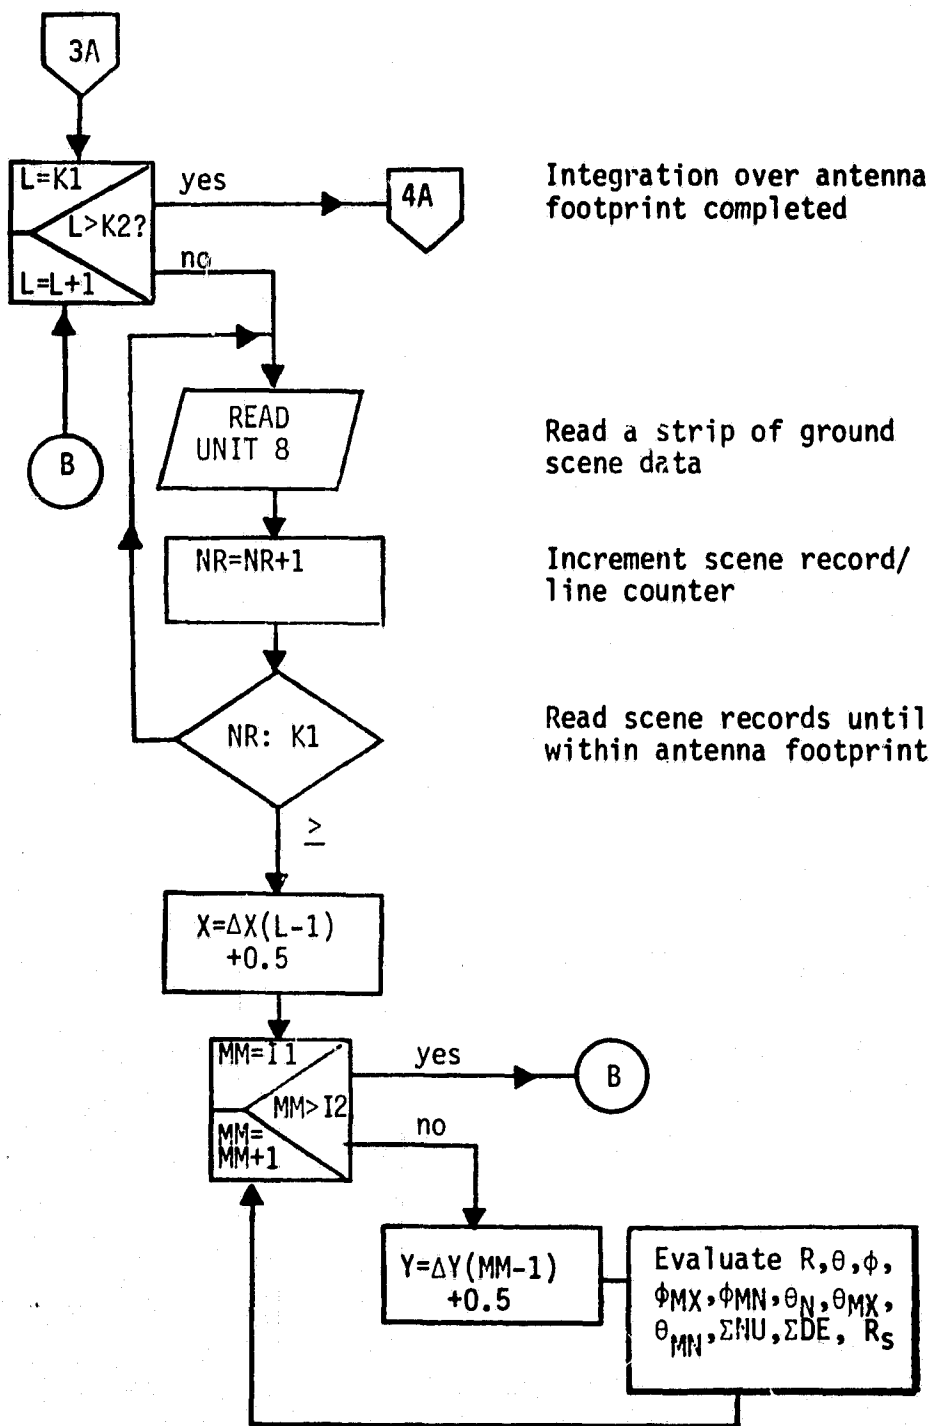 3A
L=K1
L>K2?
L=L+1
yes
no
4A
Integration over antenna
footprint completed
B
READ
UNIT 8
Read a strip of ground
scene data
NR=NR+1
Increment scene record/
line counter
NR: K1
Read scene records until
within antenna footprint
≥
X=ΔX(L-1)
+0.5
MM=I1
MM>I2
MM=
MM+1
yes
B
no
Y=ΔY(MM-1)
+0.5
Evaluate R,θ,ϕ,
ϕMX,ϕMN,θN,θMX,
θMN,ΣNU,ΣDE, RS